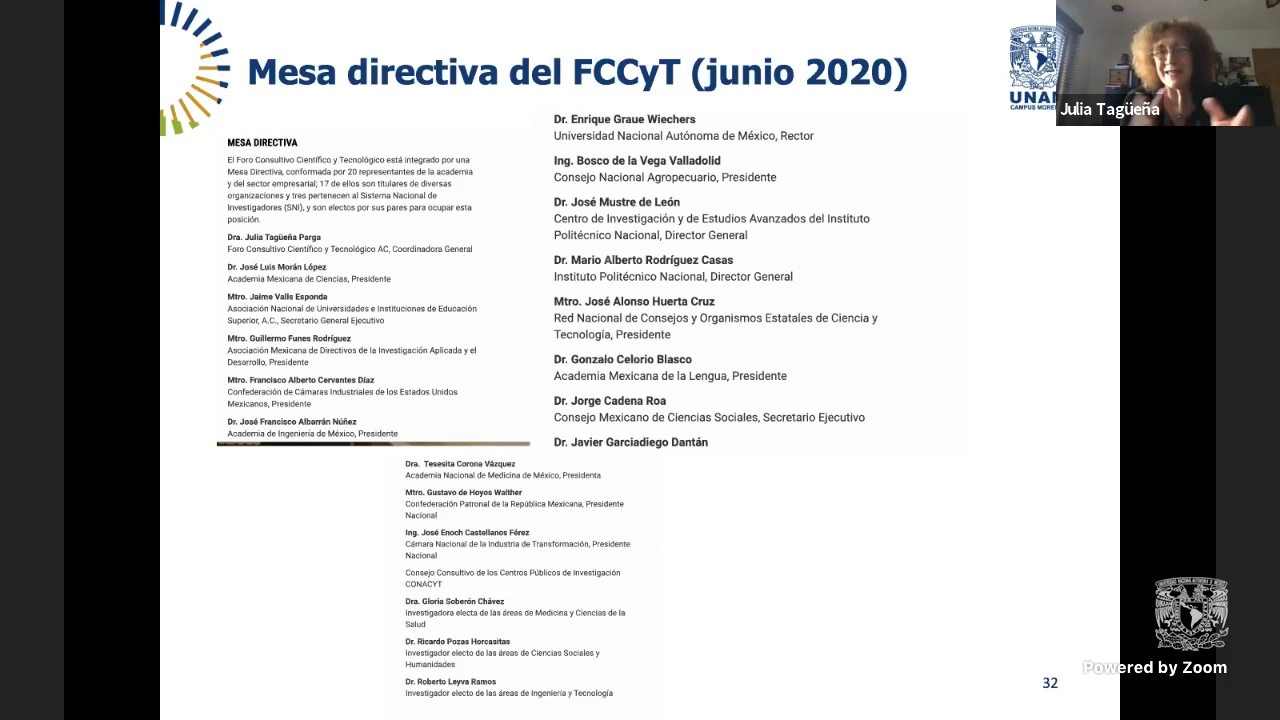 Mesa directiva del FCCyT (junio 2020)
UNAM
CAMPUS MORE
Julia Tagüeña
MESA DIRECTIVA
El Foro Consultivo Científico y Tecnológico está integrado por una
Mesa Directiva, conformada por 20 representantes de la academia
y del sector empresarial; 17 de ellos son titulares de diversas
organizaciones y tres pertenecen al Sistema Nacional de
Investigadores (SNI), y son electos por sus pares para ocupar esta
posición.
Dra. Julia Tagüeña Parga
Foro Consultivo Científico y Tecnológico AC, Coordinadora General
Dr. José Luis Morán López
Academia Mexicana de Ciencias, Presidente
Mtro. Jaime Valls Esponda
Asociación Nacional de Universidades e Instituciones de Educación
Superior, A.C., Secretario General Ejecutivo
Mtro. Guillermo Funes Rodríguez
Asociación Mexicana de Directivos de la Investigación Aplicada y el
Desarrollo, Presidente
Mtro. Francisco Alberto Cervantes Díaz
Confederación de Cámaras Industriales de los Estados Unidos
Mexicanos, Presidente
Dr. José Francisco Albarrán Núñez
Academia de Ingeniería de México, Presidente
Dr. Enrique Graue Wiechers
Universidad Nacional Autónoma de México, Rector
Ing. Bosco de la Vega Valladolid
Consejo Nacional Agropecuario, Presidente
Dr. José Mustre de León
Centro de Investigación y de Estudios Avanzados del Instituto
Politécnico Nacional, Director General
Dr. Mario Alberto Rodríguez Casas
Instituto Politécnico Nacional, Director General
Mtro. José Alonso Huerta Cruz
Red Nacional de Consejos y Organismos Estatales de Ciencia y
Tecnología, Presidente
Dr. Gonzalo Celorio Blasco
Academia Mexicana de la Lengua, Presidente
Dr. Jorge Cadena Roa
Consejo Mexicano de Ciencias Sociales, Secretario Ejecutivo
Dr. Javier Garciadiego Dantán
Dra. Tesesita Corona Vázquez
Academia Nacional de Medicina de México, Presidenta
Mtro. Gustavo de Hoyos Walther
Confederación Patronal de la República Mexicana, Presidente
Nacional
Ing. José Enoch Castellanos Férez
Cámara Nacional de la Industria de Transformación, Presidente
Nacional
Consejo Consultivo de los Centros Públicos de Investigación
CONACYT
Dra. Gloria Soberón Chávez
Investigadora electa de las áreas de Medicina y Ciencias de la
Salud
Dr. Ricardo Pozas Horcasitas
Investigador electo de las áreas de Ciencias Sociales y
Humanidades
Dr. Roberto Leyva Ramos
Investigador electo de las áreas de Ingeniería y Tecnología
32
Powered by Zoom